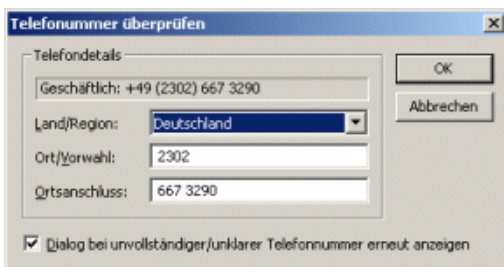 Telefonummer überprüfen
Telefondetails
Geschäftlich: +49 (2302) 667 3290
Land/Region: Deutschland
Ort/Vorwahl: 2302
Ortsanschluss: 667 3290
OK
Abbrechen
Dialog bei unvollständiger/unklarer Telefonnummer erneut anzeigen